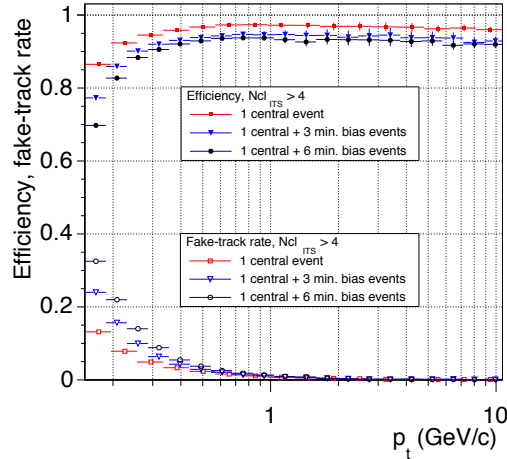 Efficiency, fake-track rate
1
0.8
0.6
0.4
0.2
0
Efficiency, Ncl ITS > 4
1 central event
1 central + 3 min. bias events
1 central + 6 min. bias events
Fake-track rate, Ncl ITS > 4
1 central event
1 central + 3 min. bias events
1 central + 6 min. bias events
1
10
pt (GeV/c)